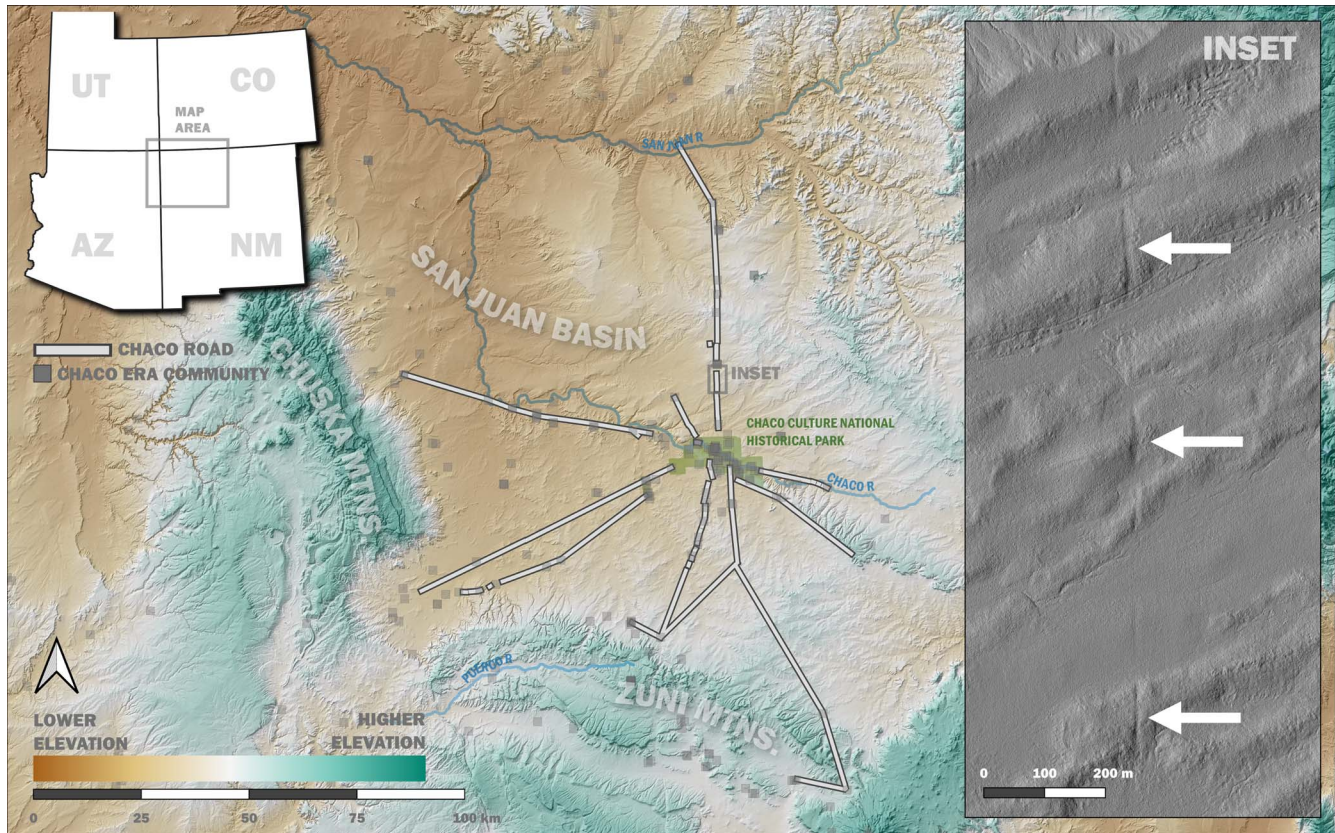 UT
CO
MAP
AREA
AZ
NM
CHACO ROAD
CHACO ERA COMMUNITY
SAN JUAN R
SAN JUAN BASIN
CHUSKA MTNS.
INSET
CHACO CULTURE NATIONAL
HISTORICAL PARK
CHACO R
PUERCO R
ZUNI MTNS.
LOWER
ELEVATION
HIGHER
ELEVATION
0 25 50 75 100 km
INSET
0 100 200 m